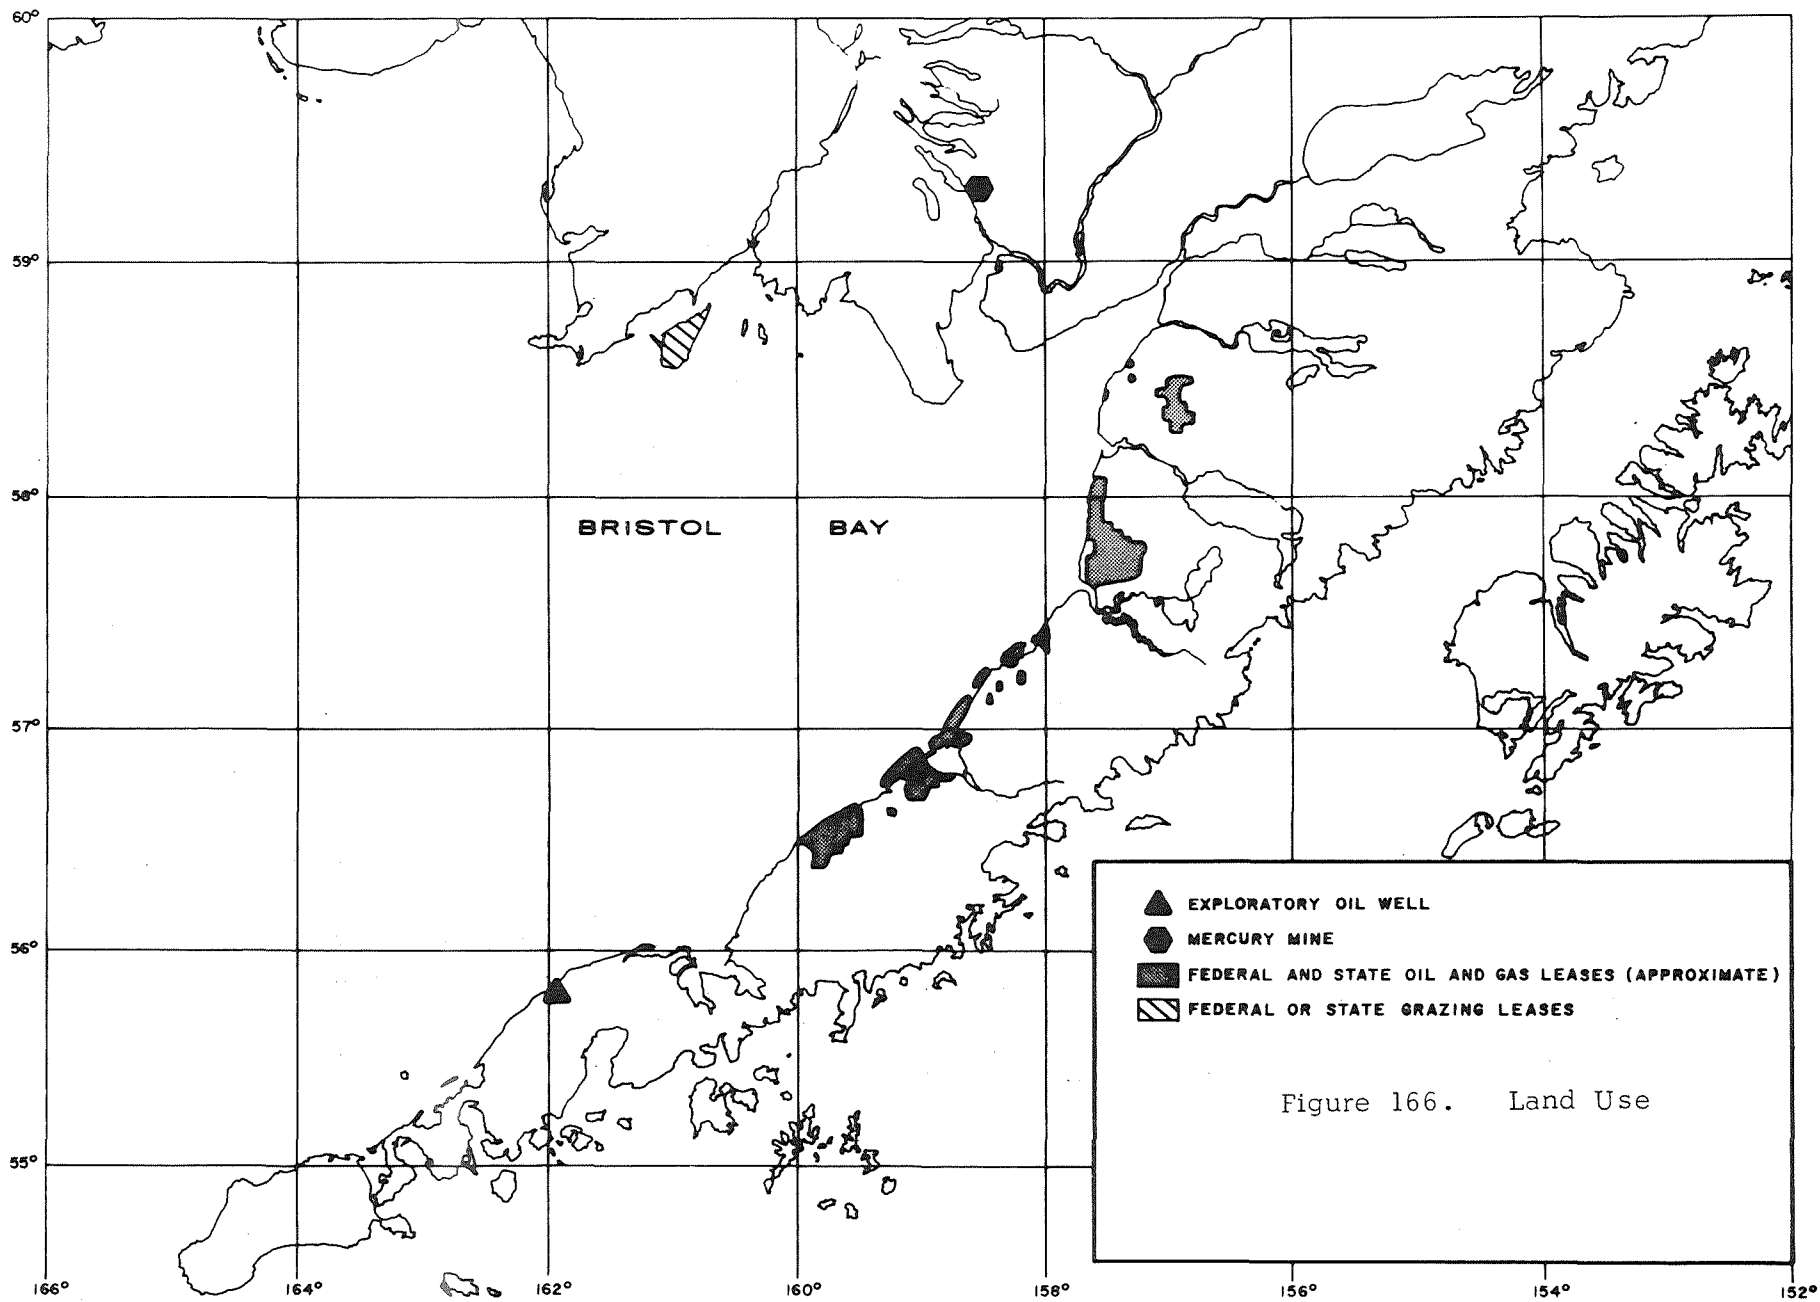 60°
59°
58°
BRISTOL BAY
57°
56°
55°
EXPLORATORY OIL WELL
MERCURY MINE
FEDERAL AND STATE OIL AND GAS LEASES (APPROXIMATE)
FEDERAL OR STATE GRAZING LEASES
Figure 166. Land Use
166° 164° 162° 160° 158° 156° 154° 152°